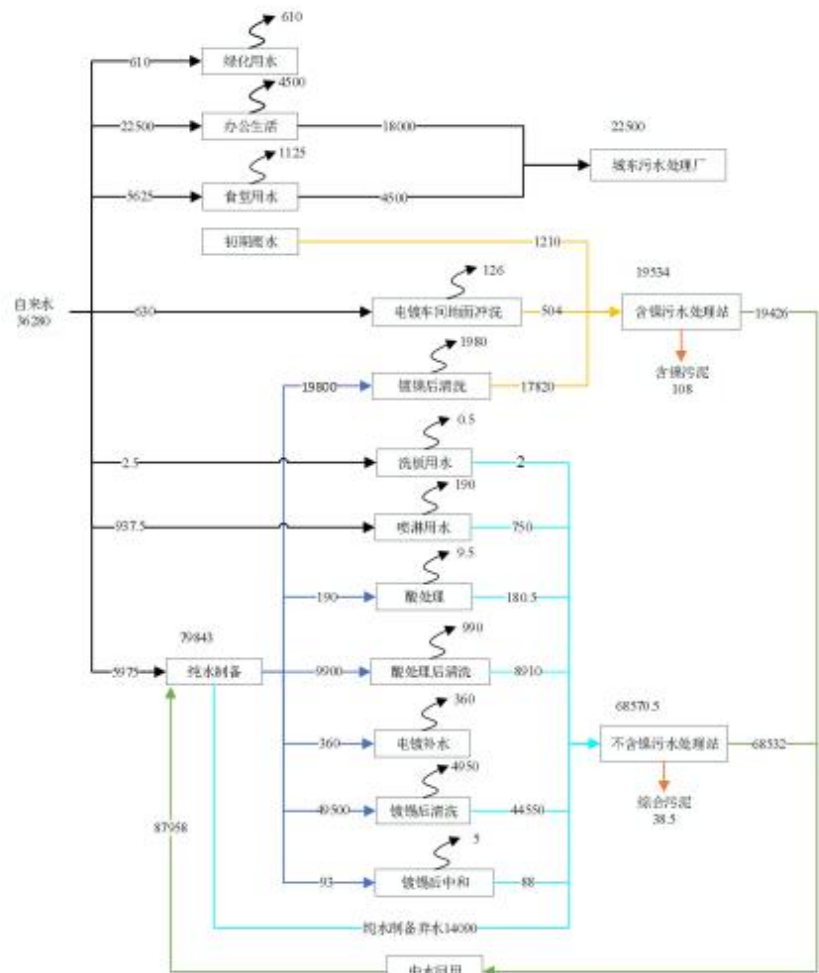 610
610
绿化用水
4500
22500
办公生活
18000
22500
城东污水处理厂
1125
5625
食堂用水
4500
初期废水
1210
126
19534
自来水
36280
630
电镀车间地面冲洗
504
含镍污水处理站
19426
1980
含镍污泥
108
19800
镀镍后清洗
17820
0.5
2.5
洗板用水
2
190
937.5
喷淋用水
750
9.5
190
酸处理
180.5
79843
990
5975
纯水制备
9900
酸处理后清洗
8910
360
68570.5
360
电镀补水
不含镍污水处理站
68532
4950
综合污泥
38.5
49500
镀锡后清洗
44550
87958
5
93
镀锡后中和
88
纯水制备弃水14090
中水回用